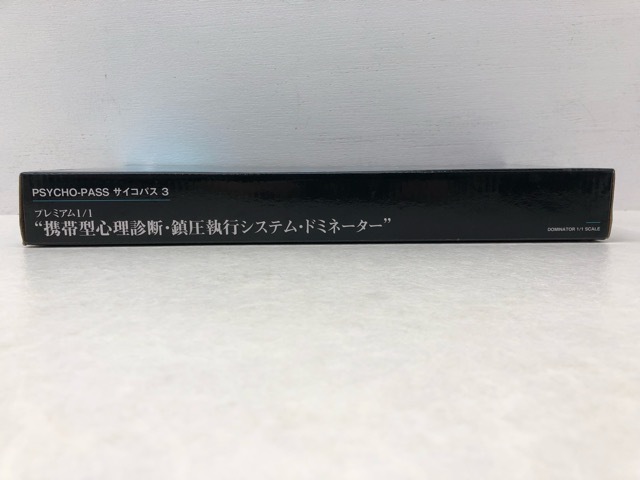 PSYCHO-PASS サイコパス 3
プレミアム1/1
“携帯型心理診断・鎮圧執行システム・ドミネーター”
DOMINATOR 1/1 SCALE